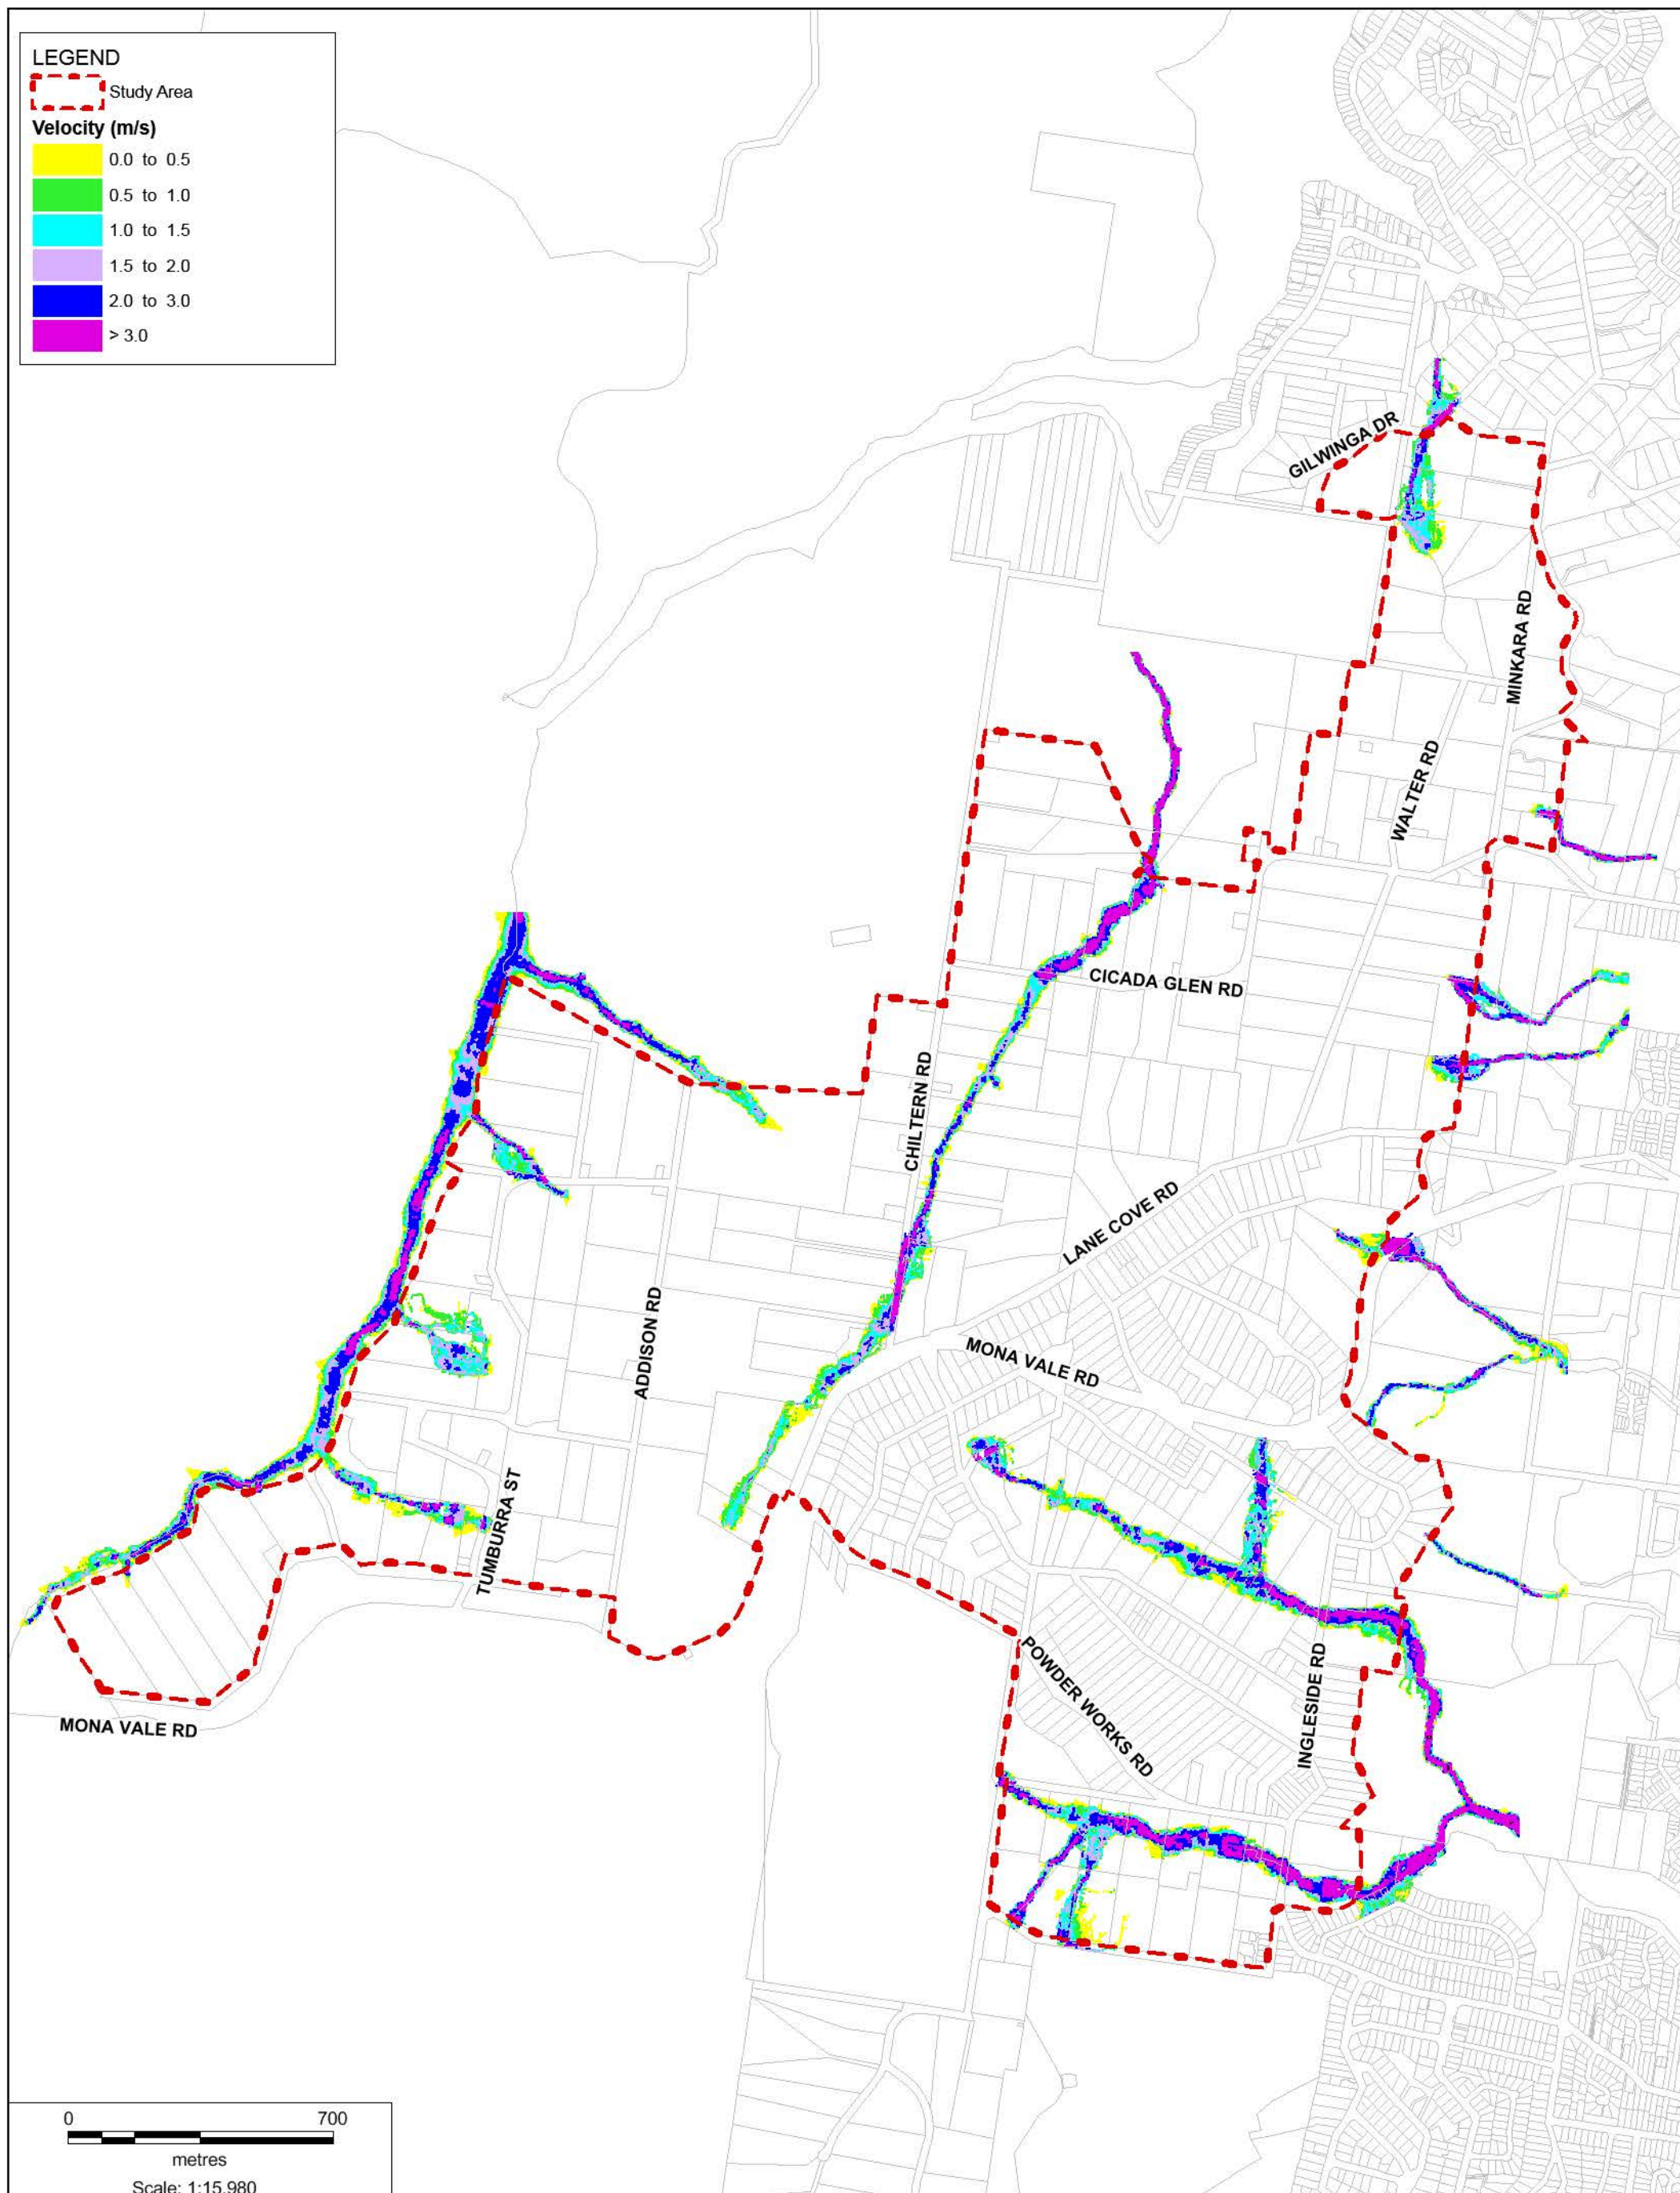 LEGEND
Study Area
Velocity (m/s)
0.0 to 0.5
0.5 to 1.0
1.0 to 1.5
1.5 to 2.0
2.0 to 3.0
> 3.0
GILWINGA DR
MINKARA RD
WALTER RD
CICADA GLEN RD
CHILTERN RD
LANE COVE RD
ADDISON RD
MONA VALE RD
TUMBURRA ST
POWDER WORKS RD
INGLESIDE RD
MONA VALE RD
0 700
metres
Scale: 1:15,980